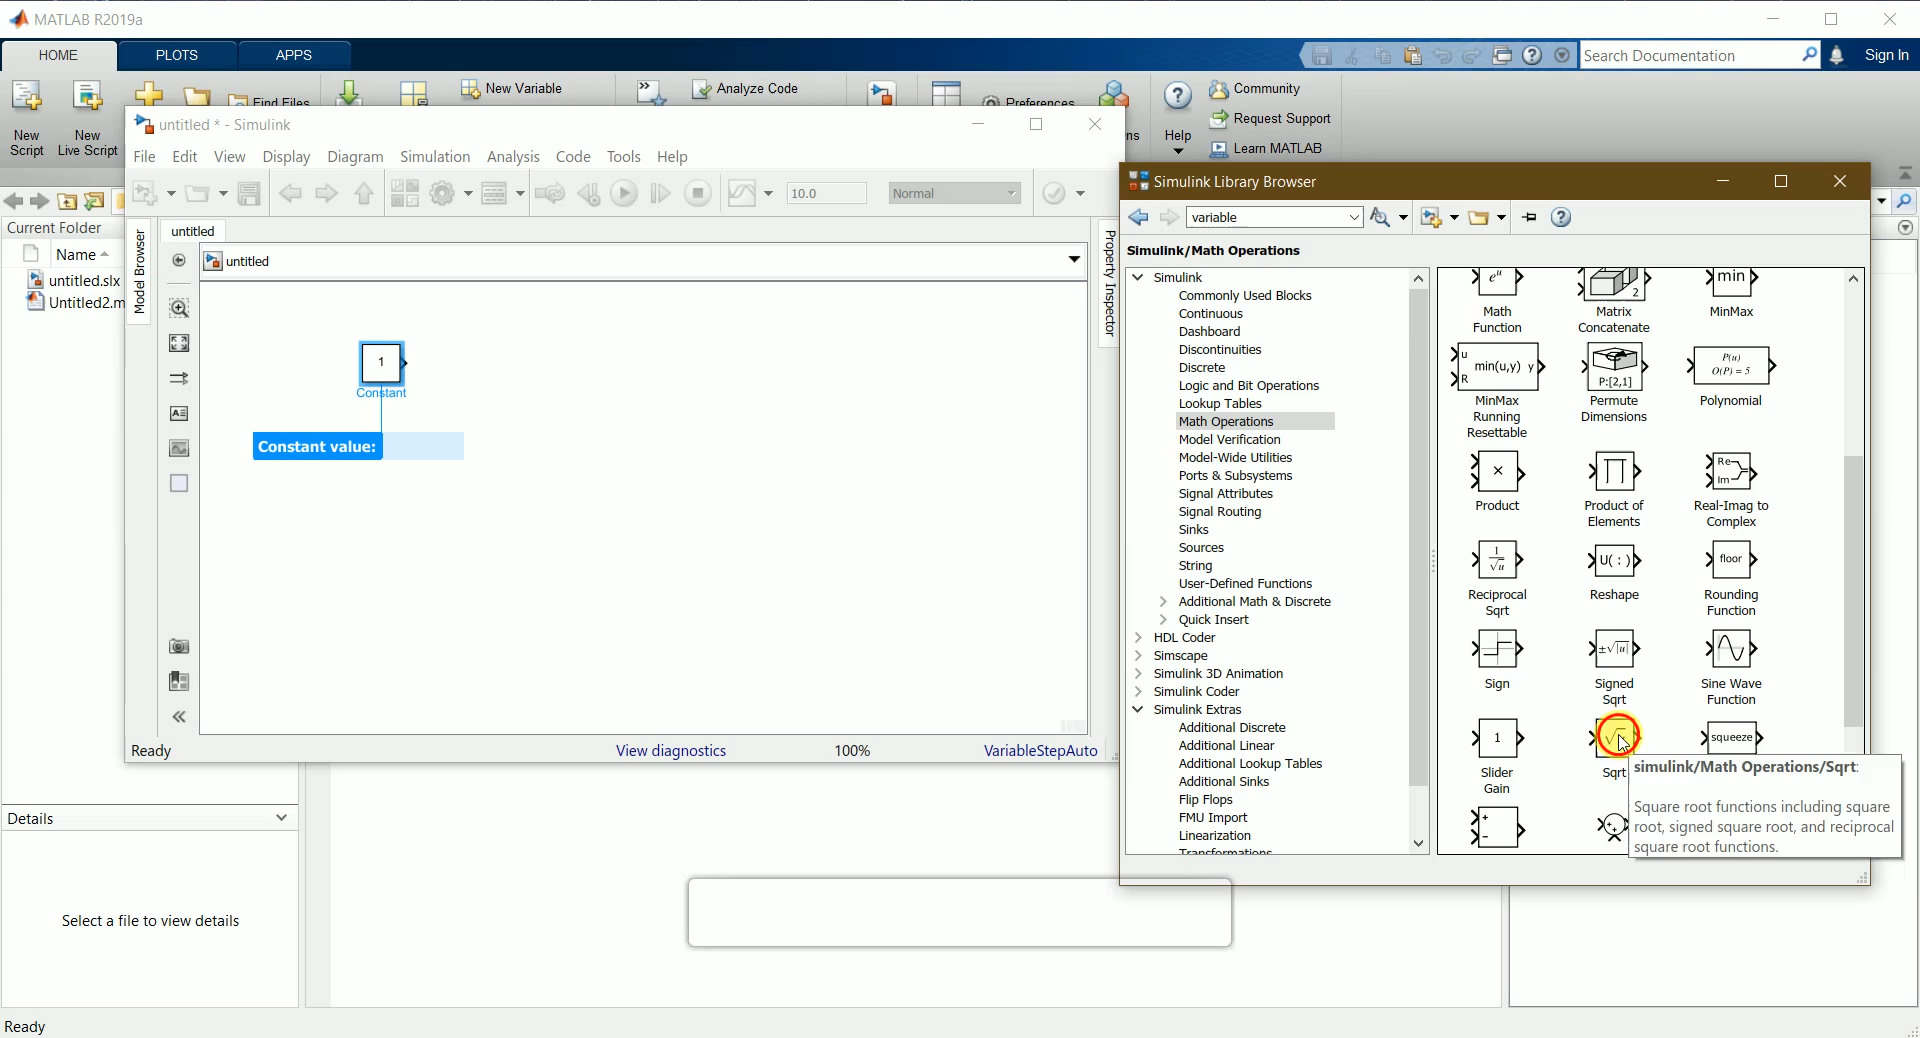 MATLAB R2019a
HOME
PLOTS
APPS
Search Documentation
Sign In
New Script
New Live Script
Find Files
New Variable
Analyze Code
Preferences
Help
Community
Request Support
Learn MATLAB
Current Folder
Name
untitled.slx
Untitled2.m
Details
Select a file to view details
Ready
untitled * - Simulink
File Edit View Display Diagram Simulation Analysis Code Tools Help
10.0
Normal
Model Browser
untitled
untitled
Property Inspector
1
Constant
Constant value:
Ready
View diagnostics
100%
VariableStepAuto
Simulink Library Browser
variable
Simulink/Math Operations
Simulink
Commonly Used Blocks
Continuous
Dashboard
Discontinuities
Discrete
Logic and Bit Operations
Lookup Tables
Math Operations
Model Verification
Model-Wide Utilities
Ports & Subsystems
Signal Attributes
Signal Routing
Sinks
Sources
String
User-Defined Functions
Additional Math & Discrete
Quick Insert
HDL Coder
Simscape
Simulink 3D Animation
Simulink Coder
Simulink Extras
Additional Discrete
Additional Linear
Additional Lookup Tables
Additional Sinks
Flip Flops
FMU Import
Linearization
Transformations
e^u
Math
Function
2
Matrix
Concatenate
min
MinMax
u
R
min(u,y) y
MinMax
Running
Resettable
P:[2,1]
Permute
Dimensions
P(u)
O(P) = 5
Polynomial
×
Product
∏
Product of
Elements
Re
Im
Real-Imag to
Complex
1
√u
Reciprocal
Sqrt
U( : )
Reshape
floor
Rounding
Function
Sign
±√|u|
Signed
Sqrt
Sine Wave
Function
1
Slider
Gain
Sqrt
squeeze
simulink/Math Operations/Sqrt:
Square root functions including square
root, signed square root, and reciprocal
square root functions.